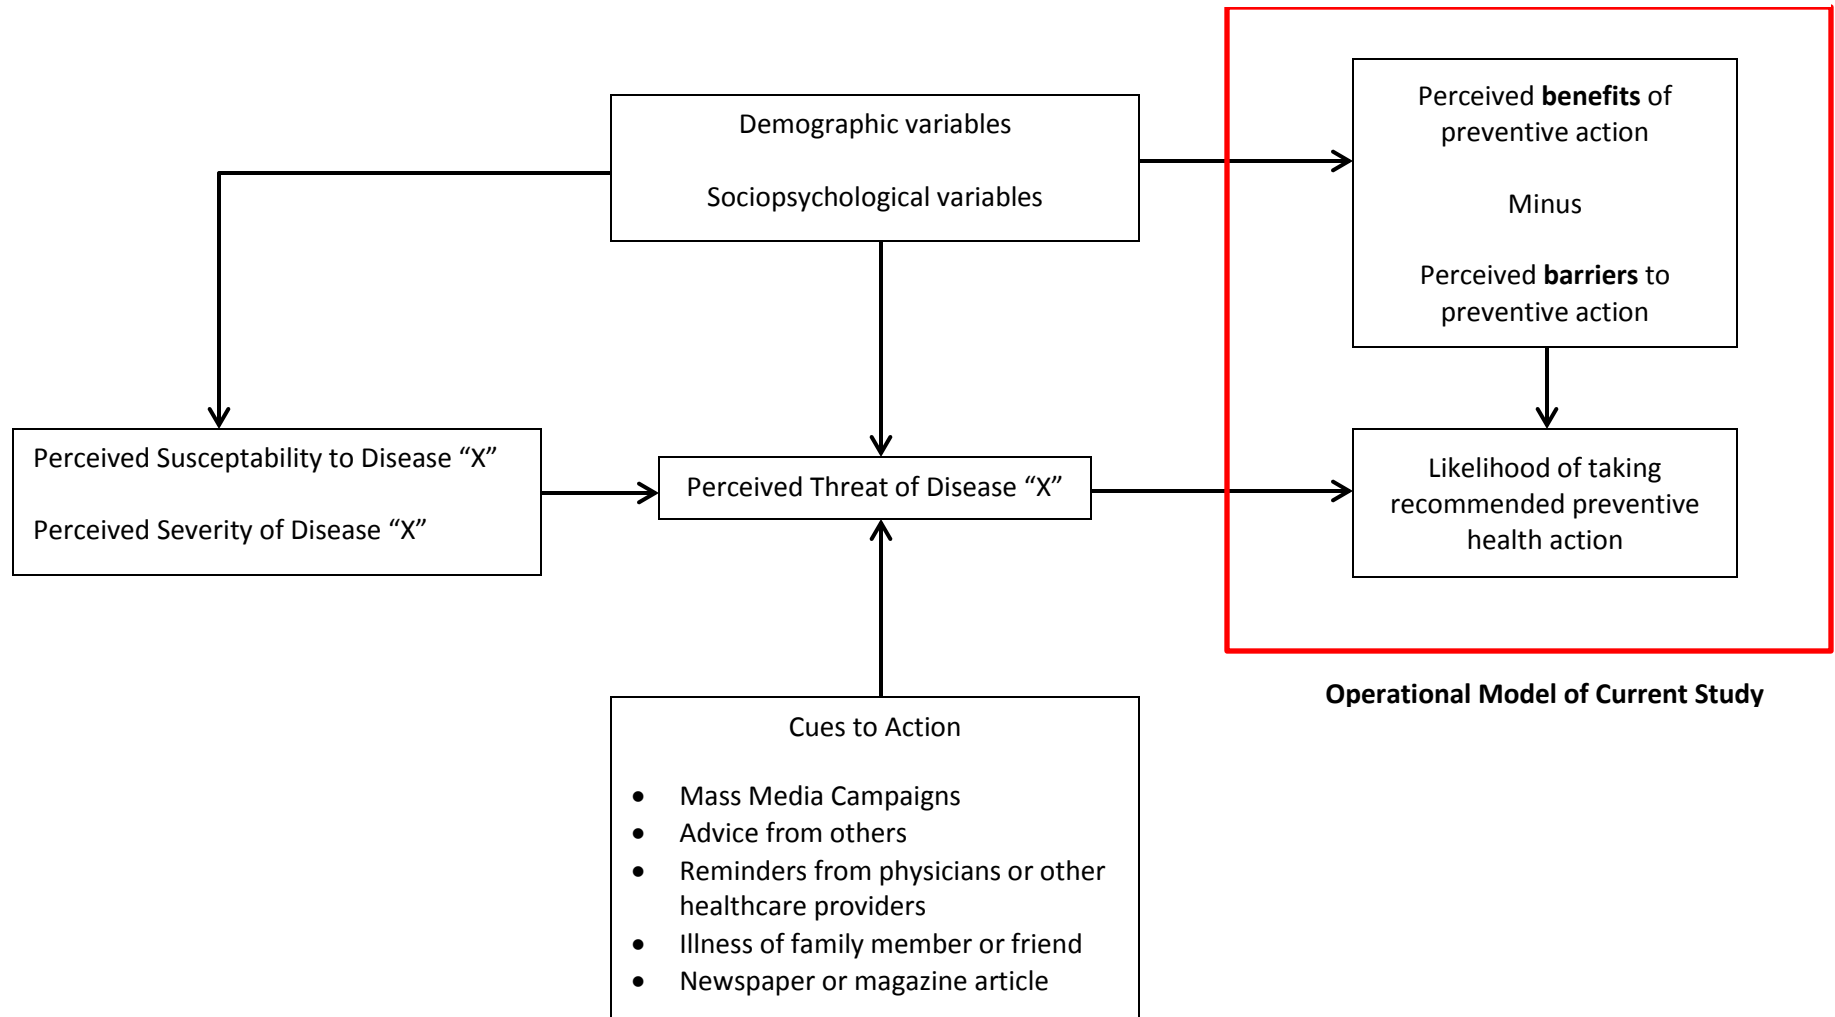 Demographic variables
Sociopsychological variables
Perceived benefits of
preventive action
Minus
Perceived barriers to
preventive action
Perceived Susceptability to Disease “X”
Perceived Severity of Disease “X”
Perceived Threat of Disease “X”
Likelihood of taking
recommended preventive
health action
Operational Model of Current Study
Cues to Action
• Mass Media Campaigns
• Advice from others
• Reminders from physicians or other
healthcare providers
• Illness of family member or friend
• Newspaper or magazine article